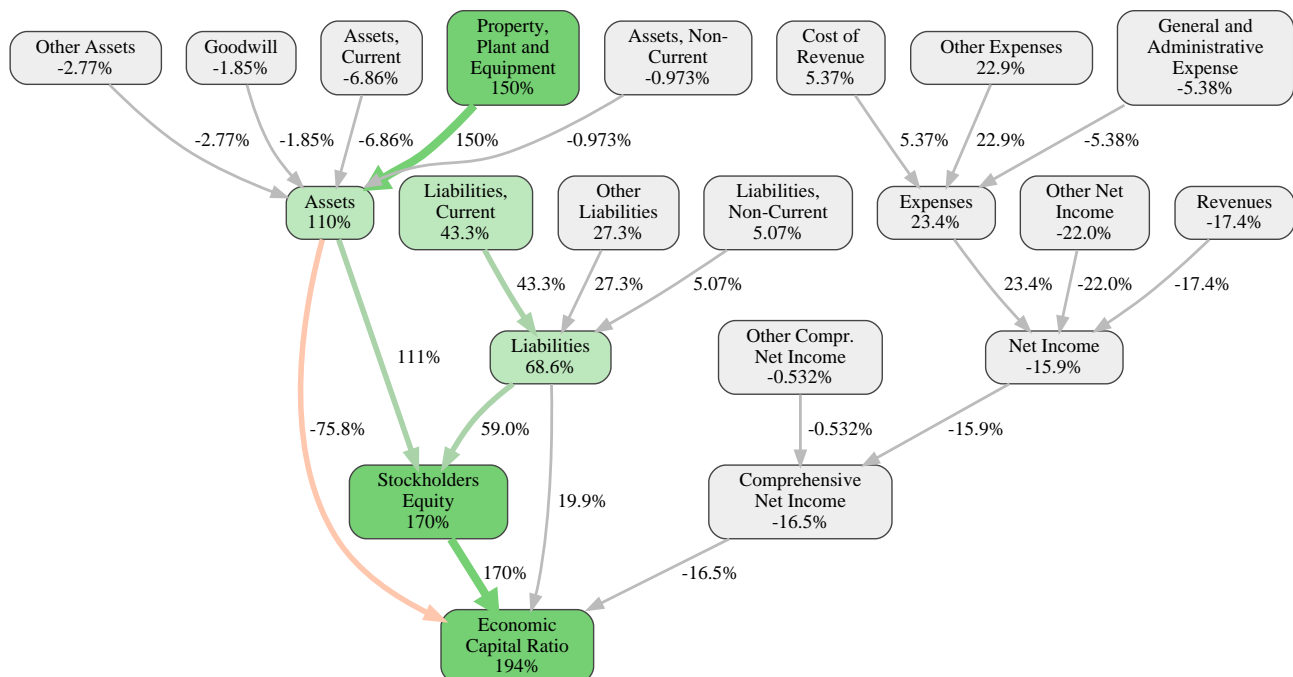 Other Assets
-2.77%
Goodwill
-1.85%
Assets,
Current
-6.86%
Property,
Plant and
Equipment
150%
Assets, Non-
Current
-0.973%
Cost of
Revenue
5.37%
Other Expenses
22.9%
General and
Administrative
Expense
-5.38%
-2.77%
-1.85%
-6.86%
150%
-0.973%
5.37%
22.9%
-5.38%
Assets
110%
Liabilities,
Current
43.3%
Other
Liabilities
27.3%
Liabilities,
Non-Current
5.07%
Expenses
23.4%
Other Net
Income
-22.0%
Revenues
-17.4%
43.3%
27.3%
5.07%
23.4%
-22.0%
-17.4%
111%
Liabilities
68.6%
Other Compr.
Net Income
-0.532%
Net Income
-15.9%
-75.8%
59.0%
-0.532%
-15.9%
Stockholders
Equity
170%
19.9%
Comprehensive
Net Income
-16.5%
170%
-16.5%
Economic
Capital Ratio
194%